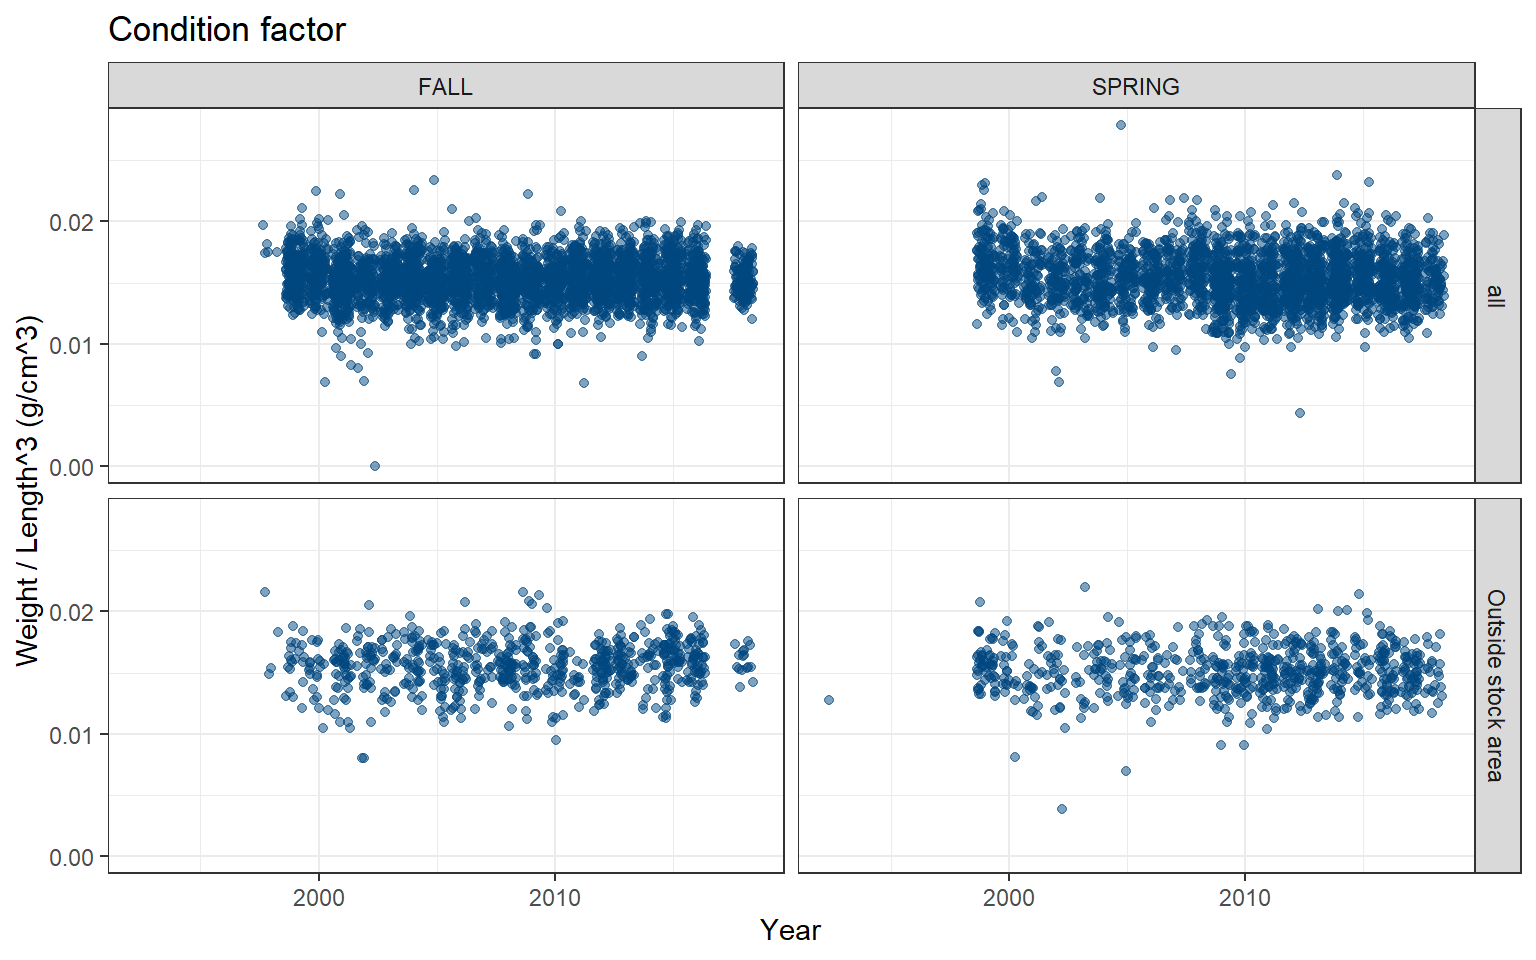 Condition factor
FALL
SPRING
0.02
0.01
0.00
all
0.02
0.01
0.00
Outside stock area
Weight / Length^3 (g/cm^3)
2000
2010
2000
2010
Year